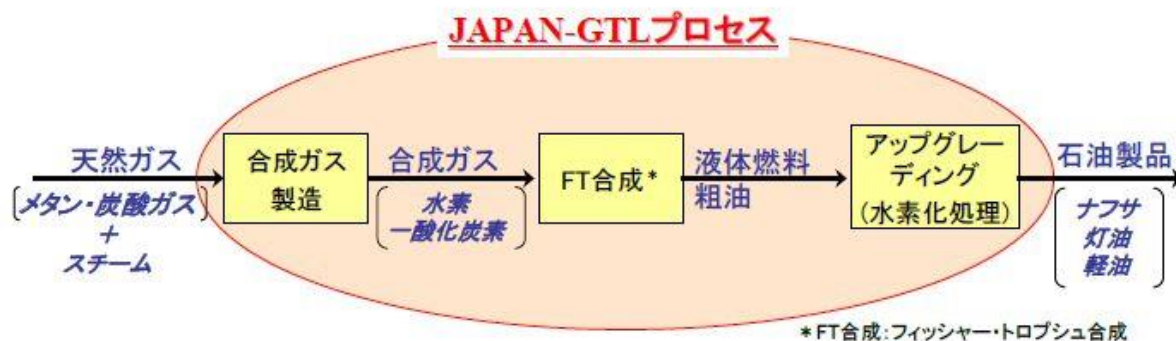 JAPAN-GTLプロセス
天然ガス
[メタン・炭酸ガス]
+
スチーム
合成ガス
製造
合成ガス
水素
一酸化炭素
FT合成*
液体燃料
粗油
アップグレー
ディング
(水素化処理)
石油製品
ナフサ
灯油
軽油
*FT合成:フィッシャー・トロプシュ合成